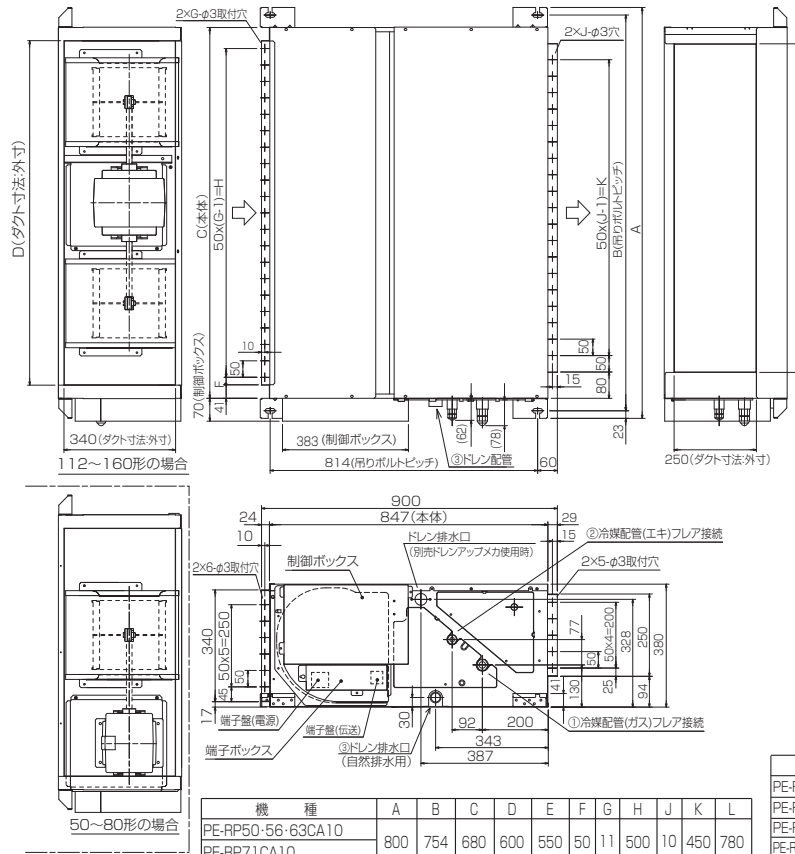 2×G-φ3取付穴
2×J-φ3穴
D(ダクト寸法:外寸)
C(本体)
50x(G-1)=H
50x(J-1)=K
B(吊りボルトピッチ)
A
10
50
F
41
70(制御ボックス)
50
50
80
15
23
(62)
(78)
340(ダクト寸法:外寸)
112~160形の場合
383(制御ボックス)
③ドレン配管
814(吊りボルトピッチ)
60
250(ダクト寸法:外寸)
900
24
847(本体)
29
10
15
ドレン排水口
(別売ドレンアップメカ使用時)
②冷媒配管(エキ)フレア接続
2×6-φ3取付穴
制御ボックス
2×5-φ3取付穴
340
50x5=250
50
45
17
77
50
50x4=200
328
250
380
41
130
25
94
端子盤(電源)
端子盤(伝送)
端子ボックス
30
③ドレン排水口
(自然排水用)
92
200
343
387
①冷媒配管(ガス)フレア接続
50~80形の場合
機種 A B C D E F G H J K L
PE-RP50·56·63CA10 800 754 680 600 550 50 11 500 10 450 780
PE-RP71CA10